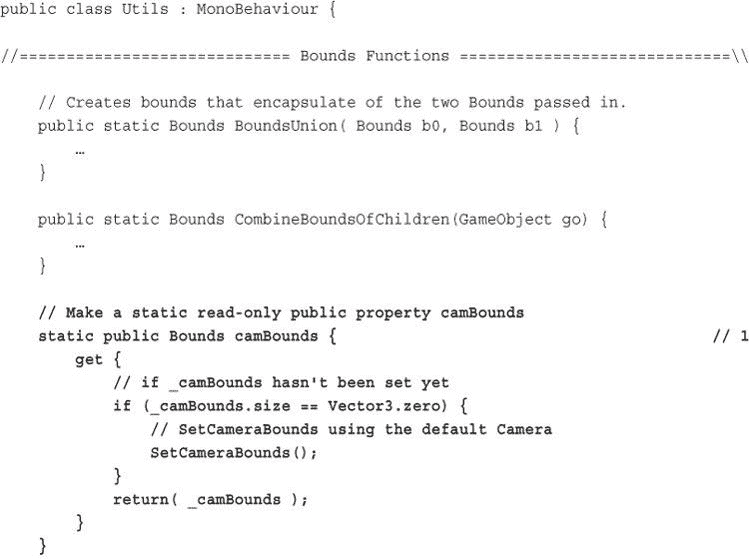 public class Utils : MonoBehaviour {
//============================= Bounds Functions =============================\\
// Creates bounds that encapsulate of the two Bounds passed in.
public static Bounds BoundsUnion( Bounds b0, Bounds b1 ) {
…
}
public static Bounds CombineBoundsOfChildren(GameObject go) {
…
}
// Make a static read-only public property camBounds
static public Bounds camBounds { // 1
get {
// if _camBounds hasn't been set yet
if (_camBounds.size == Vector3.zero) {
// SetCameraBounds using the default Camera
SetCameraBounds();
}
return( _camBounds );
}
}